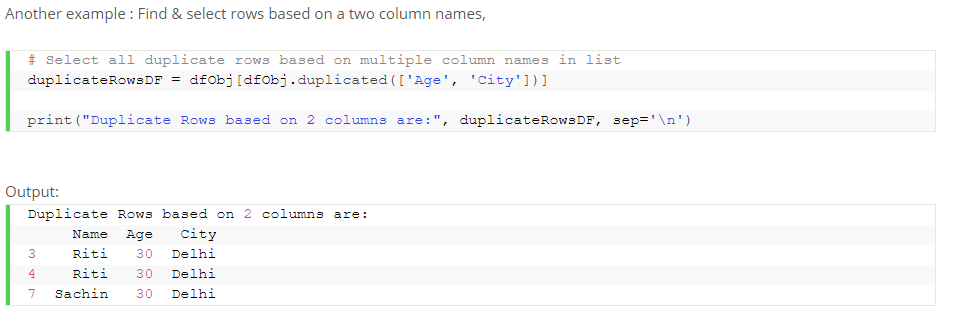 Another example : Find & select rows based on a two column names,
# Select all duplicate rows based on multiple column names in list
duplicateRowsDF = dfObj[dfObj.duplicated(['Age', 'City'])]
print("Duplicate Rows based on 2 columns are:", duplicateRowsDF, sep='\n')
Output:
Duplicate Rows based on 2 columns are:
Name Age City
3 Riti 30 Delhi
4 Riti 30 Delhi
7 Sachin 30 Delhi